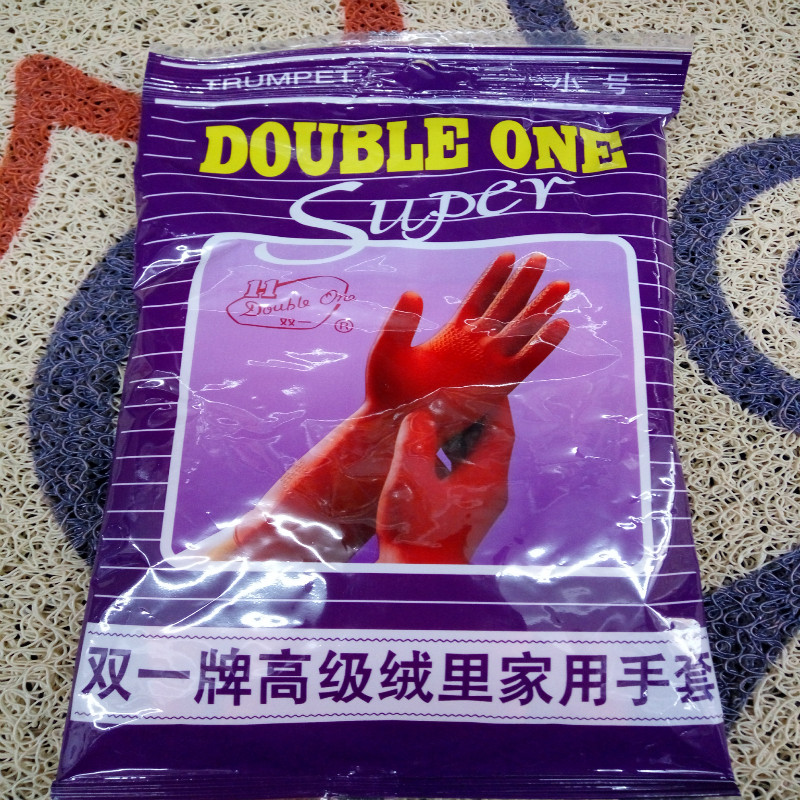 TRUMPET 小号
DOUBLE ONE
Super
H
Double One
双一 ®
双一牌高级绒里家用手套